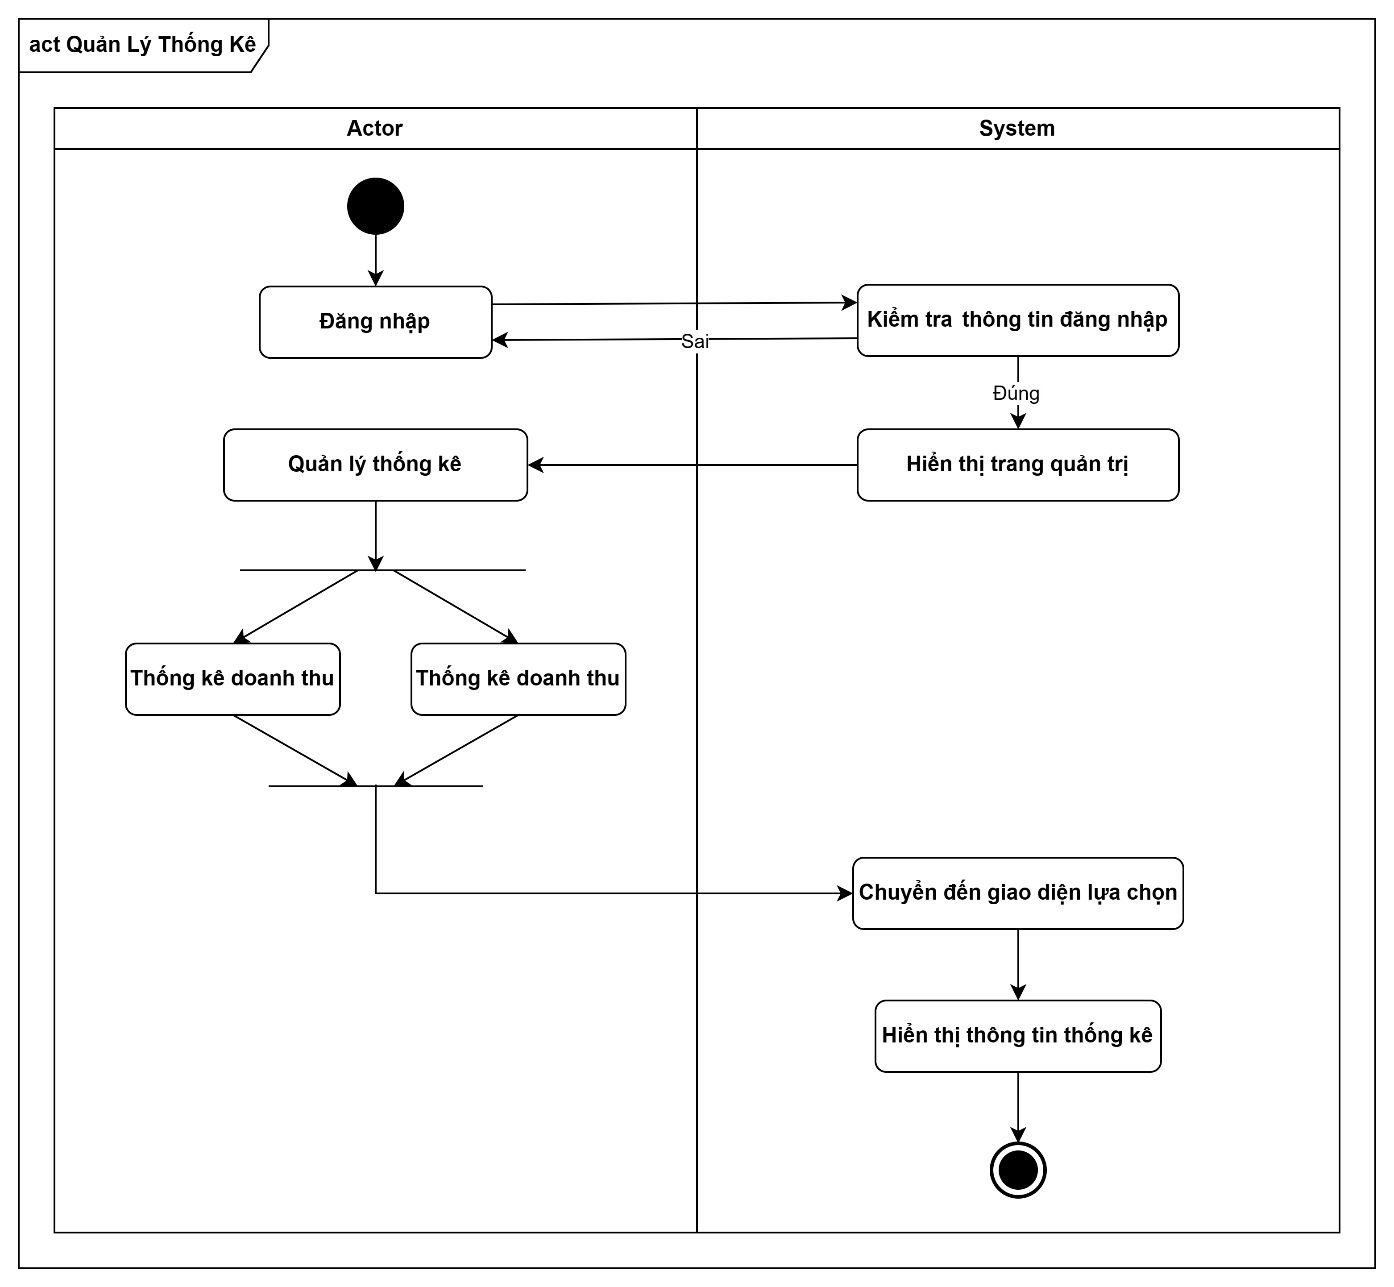 act Quản Lý Thống Kê
Actor
System
Đăng nhập
Kiểm tra thông tin đăng nhập
Sai
Đúng
Quản lý thống kê
Hiển thị trang quản trị
Thống kê doanh thu
Thống kê doanh thu
Chuyển đến giao diện lựa chọn
Hiển thị thông tin thống kê